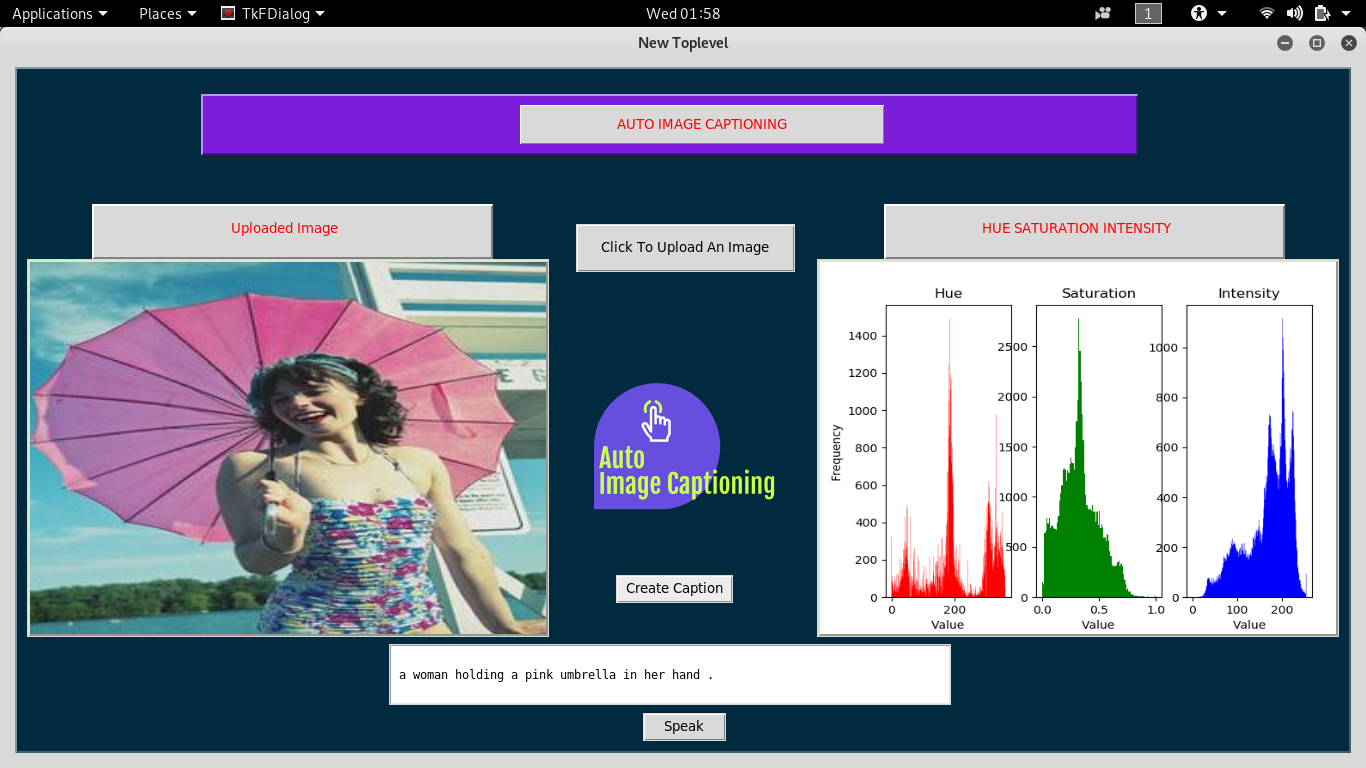 Applications Places TkFDialog Wed 01:58 1
New Toplevel
AUTO IMAGE CAPTIONING
Uploaded Image
Click To Upload An Image
HUE SATURATION INTENSITY
E G
Auto
Image Captioning
Create Caption
Hue
Frequency
1400
1200
1000
800
600
400
200
0
0 200
Value
Saturation
2500
2000
1500
1000
500
0
0.0 0.5 1.0
Value
Intensity
1000
800
600
400
200
0
0 100 200
Value
a woman holding a pink umbrella in her hand .
Speak